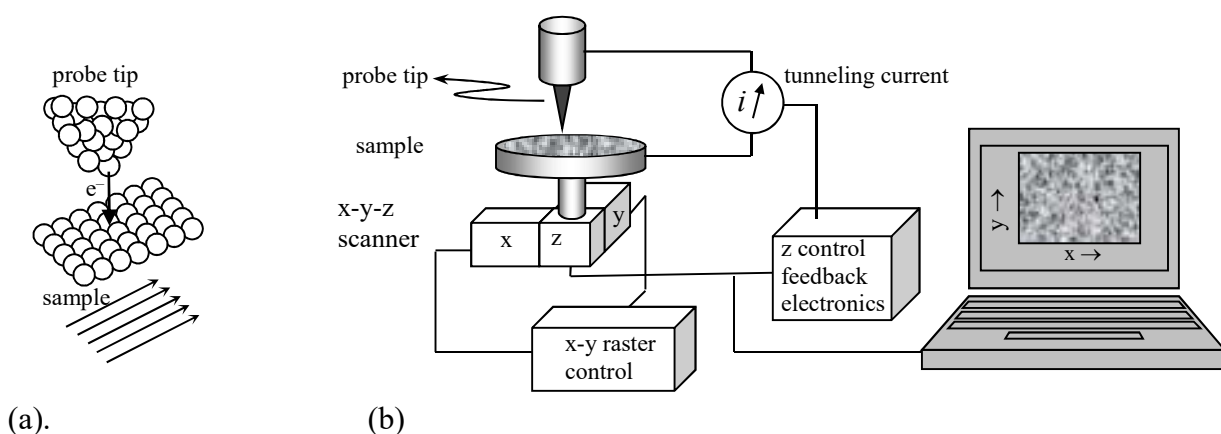 probe tip
e⁻
sample
(a).
probe tip
tunneling current
i
sample
x-y-z
scanner
x
z
y
z control
feedback
electronics
x-y raster
control
y →
x →
(b)